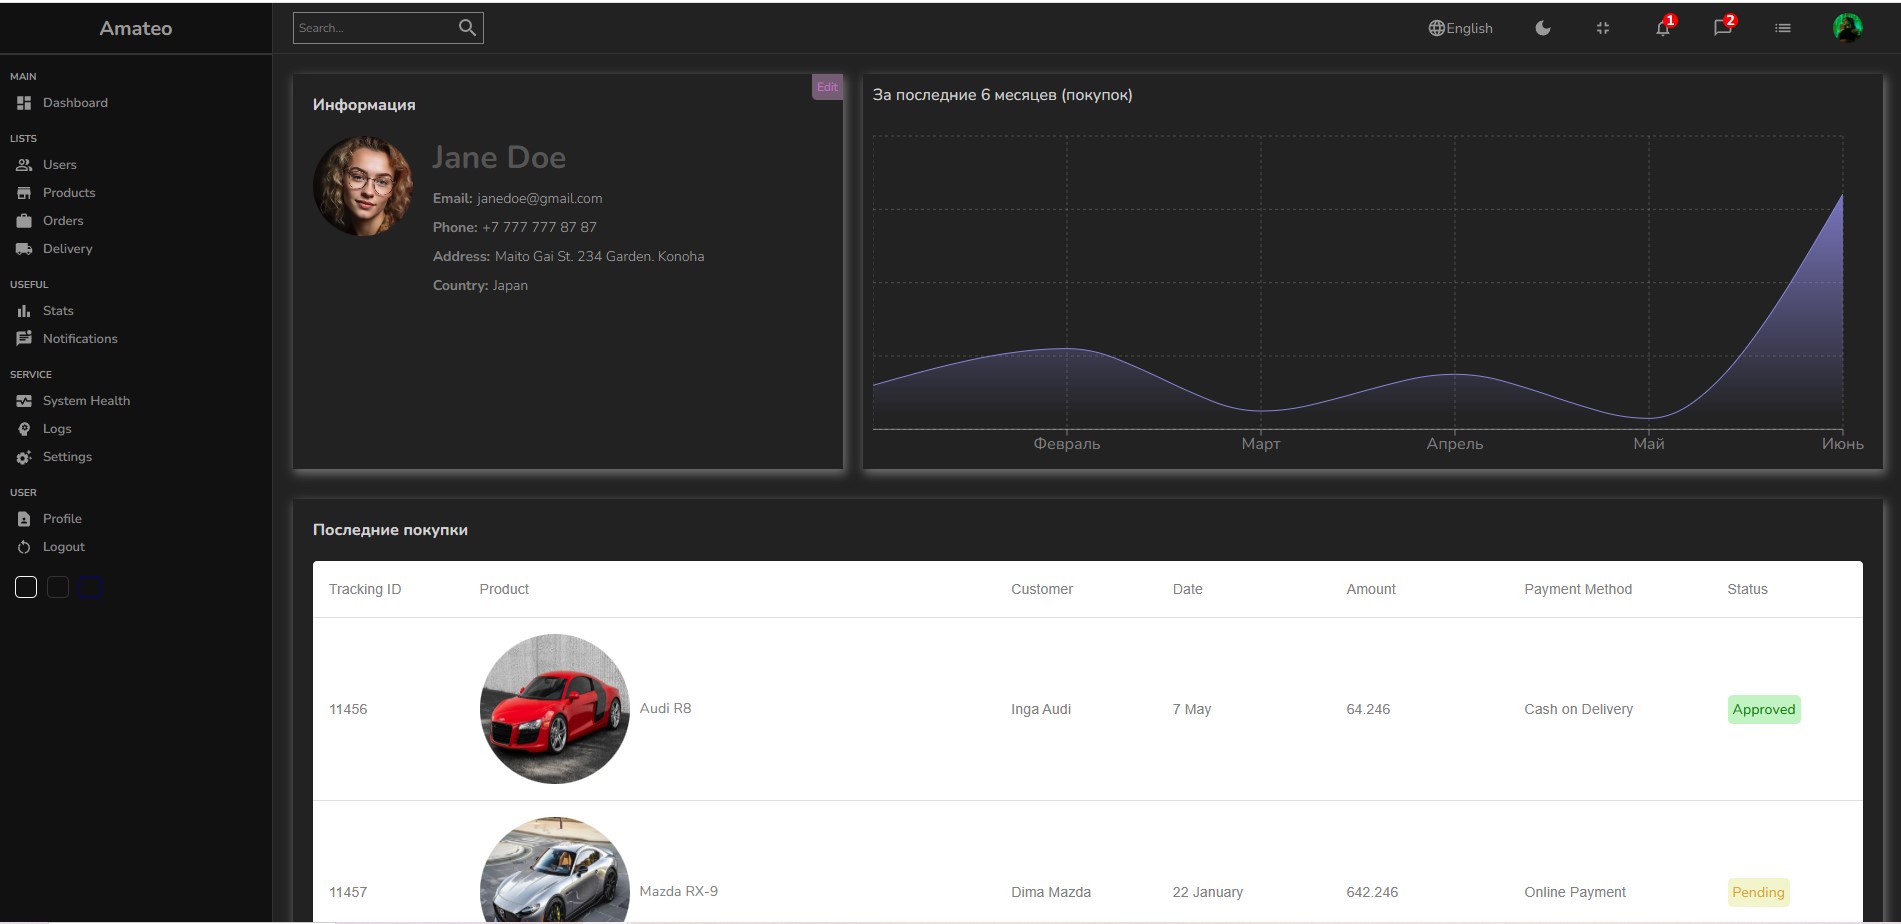 Amateo
Search...
English
1
2
MAIN
Dashboard
LISTS
Users
Products
Orders
Delivery
USEFUL
Stats
Notifications
SERVICE
System Health
Logs
Settings
USER
Profile
Logout
Информация
Edit
Jane Doe
Email: janedoe@gmail.com
Phone: +7 777 777 87 87
Address: Maito Gai St. 234 Garden. Konoha
Country: Japan
За последние 6 месяцев (покупок)
Февраль Март Апрель Май Июнь
Последние покупки
Tracking ID Product Customer Date Amount Payment Method Status
11456 Audi R8 Inga Audi 7 May 64.246 Cash on Delivery Approved
11457 Mazda RX-9 Dima Mazda 22 January 642.246 Online Payment Pending